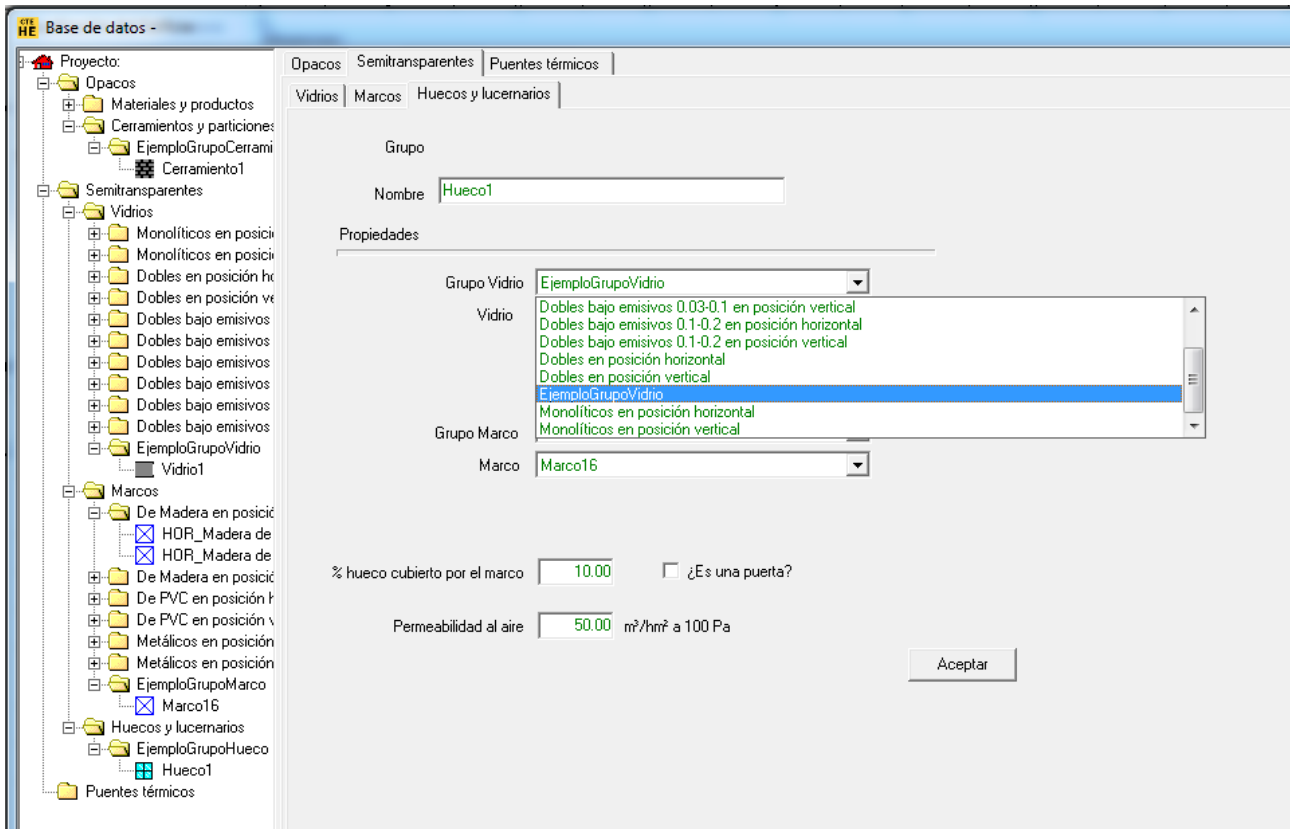 CTE
HE Base de datos -
Proyecto:
Opacos
Materiales y productos
Cerramientos y particiones
EjemploGrupoCerrami
Cerramiento1
Semitransparentes
Vidrios
Monolíticos en posici
Monolíticos en posici
Dobles en posición ho
Dobles en posición ve
Dobles bajo emisivos
Dobles bajo emisivos
Dobles bajo emisivos
Dobles bajo emisivos
Dobles bajo emisivos
Dobles bajo emisivos
EjemploGrupoVidrio
Vidrio1
Marcos
De Madera en posició
HOR_Madera de
HOR_Madera de
De Madera en posició
De PVC en posición h
De PVC en posición v
Metálicos en posición
Metálicos en posición
EjemploGrupoMarco
Marco16
Huecos y lucernarios
EjemploGrupoHueco
Hueco1
Puentes térmicos
Opacos Semitransparentes Puentes térmicos
Vidrios Marcos Huecos y lucernarios
Grupo
Nombre Hueco1
Propiedades
Grupo Vidrio EjemploGrupoVidrio
Vidrio
Dobles bajo emisivos 0.03-0.1 en posición vertical
Dobles bajo emisivos 0.1-0.2 en posición horizontal
Dobles bajo emisivos 0.1-0.2 en posición vertical
Dobles en posición horizontal
Dobles en posición vertical
EjemploGrupoVidrio
Monolíticos en posición horizontal
Monolíticos en posición vertical
Grupo Marco
Marco Marco16
% hueco cubierto por el marco 10.00 ¿Es una puerta?
Permeabilidad al aire 50.00 m³/hm² a 100 Pa
Aceptar